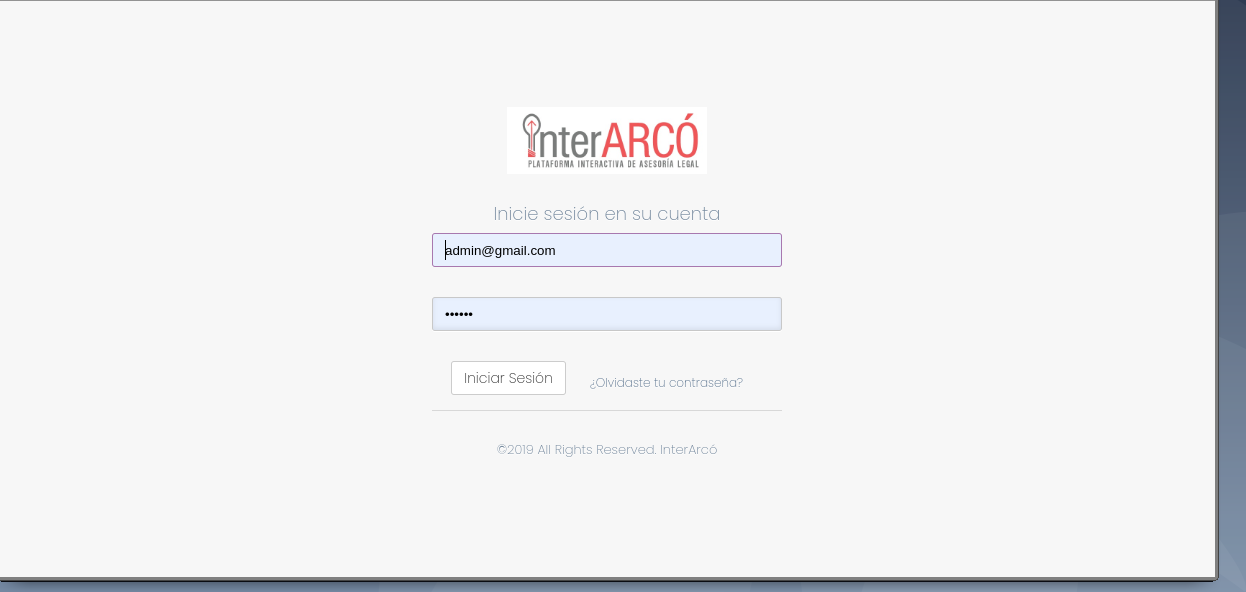 interARCÓ
PLATAFORMA INTERACTIVA DE ASESORÍA LEGAL
Inicie sesión en su cuenta
admin@gmail.com
••••••
Iniciar Sesión
¿Olvidaste tu contraseña?
©2019 All Rights Reserved. InterArcó